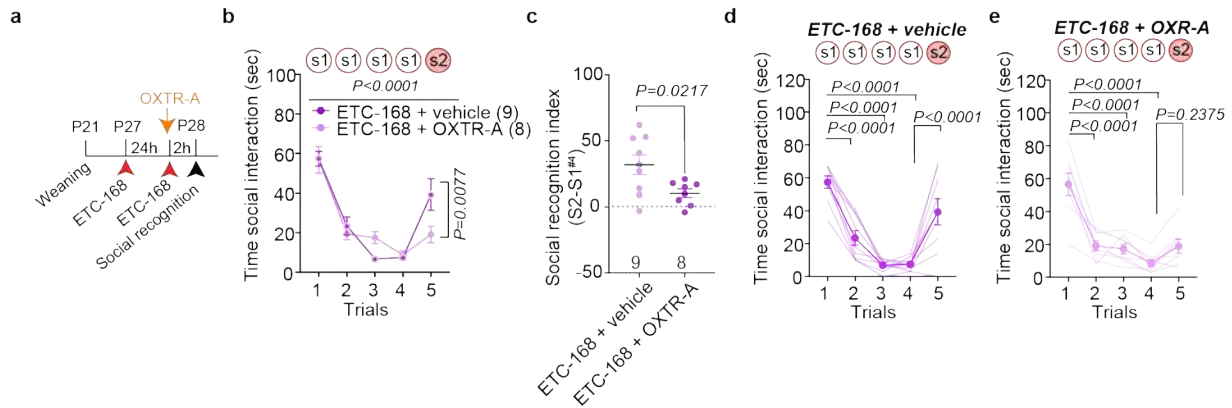 a
OXTR-A
P21 P27 P28
24h 2h
Weaning
ETC-168
ETC-168
Social recognition
b
s1 s1 s1 s1 s2
P<0.0001
ETC-168 + vehicle (9)
ETC-168 + OXTR-A (8)
P=0.0077
Time social interaction (sec)
100
80
60
40
20
0
1 2 3 4 5
Trials
c
P=0.0217
Social recognition index
(S2-S1#4)
100
50
0
-50
9 8
ETC-168 + vehicle
ETC-168 + OXTR-A
d
ETC-168 + vehicle
s1 s1 s1 s1 s2
Time social interaction (sec)
120
100
80
60
40
20
0
P<0.0001
P<0.0001
P<0.0001
P<0.0001
1 2 3 4 5
Trials
e
ETC-168 + OXR-A
s1 s1 s1 s1 s2
Time social interaction (sec)
120
100
80
60
40
20
0
P<0.0001
P<0.0001
P<0.0001
P=0.2375
1 2 3 4 5
Trials